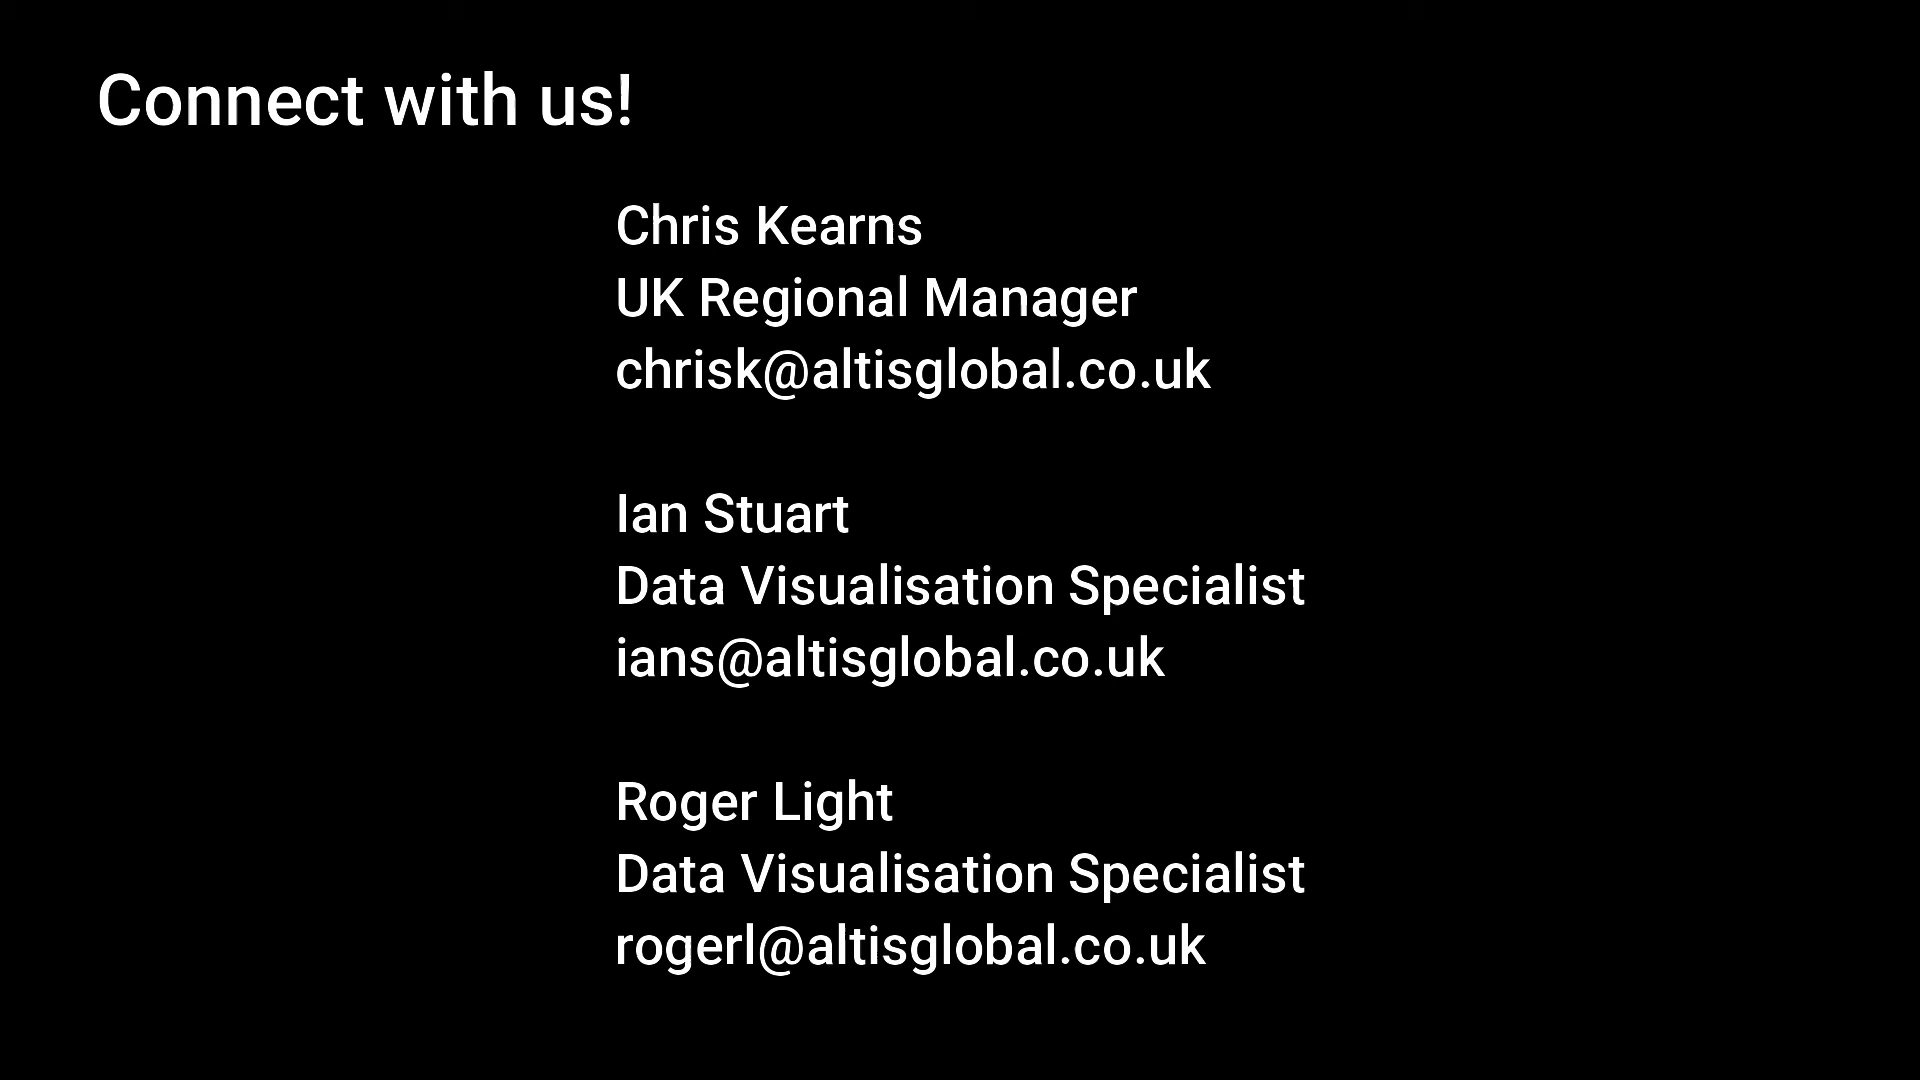 Connect with us!
Chris Kearns
UK Regional Manager
chrisk@altisglobal.co.uk
Ian Stuart
Data Visualisation Specialist
ians@altisglobal.co.uk
Roger Light
Data Visualisation Specialist
rogerl@altisglobal.co.uk